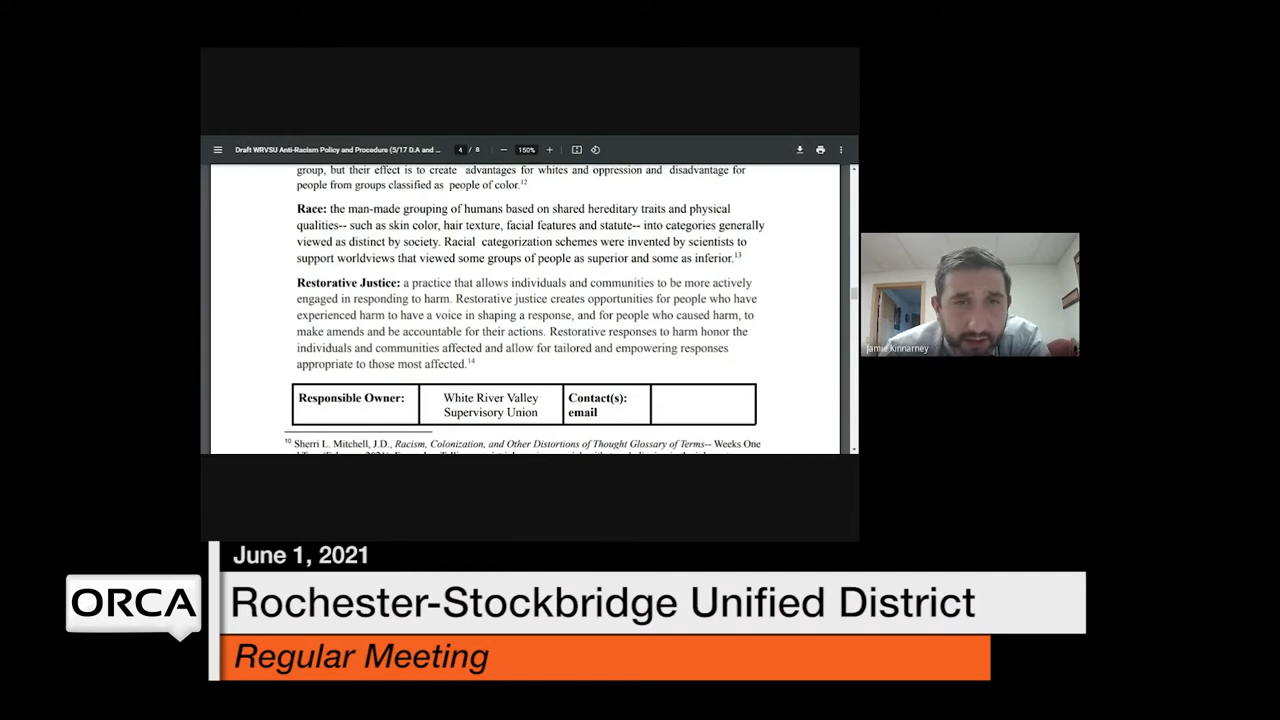 Draft WRVSU Anti-Racism Policy and Procedure (5/17 D.A and ...
4 / 8
150%
group, but their effect is to create advantages for whites and oppression and disadvantage for
people from groups classified as people of color.12
Race: the man-made grouping of humans based on shared hereditary traits and physical
qualities-- such as skin color, hair texture, facial features and statute-- into categories generally
viewed as distinct by society. Racial categorization schemes were invented by scientists to
support worldviews that viewed some groups of people as superior and some as inferior.13
Restorative Justice: a practice that allows individuals and communities to be more actively
engaged in responding to harm. Restorative justice creates opportunities for people who have
experienced harm to have a voice in shaping a response, and for people who caused harm, to
make amends and be accountable for their actions. Restorative responses to harm honor the
individuals and communities affected and allow for tailored and empowering responses
appropriate to those most affected.14
Responsible Owner:
White River Valley
Supervisory Union
Contact(s):
email
10 Sherri L. Mitchell, J.D., Racism, Colonization, and Other Distortions of Thought Glossary of Terms-- Weeks One
Jamie Kinnarney
June 1, 2021
ORCA
Rochester-Stockbridge Unified District
Regular Meeting